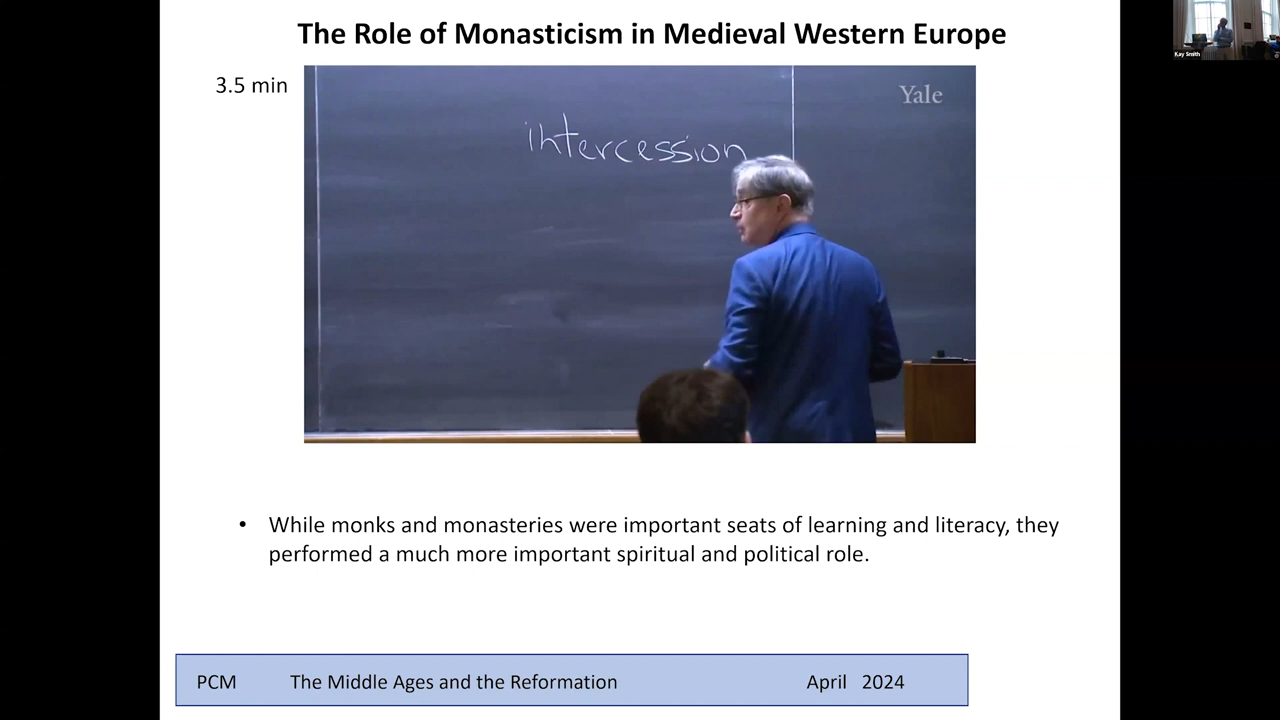 The Role of Monasticism in Medieval Western Europe
3.5 min
Yale
intercession
• While monks and monasteries were important seats of learning and literacy, they
performed a much more important spiritual and political role.
PCM The Middle Ages and the Reformation April 2024
Kay Smith